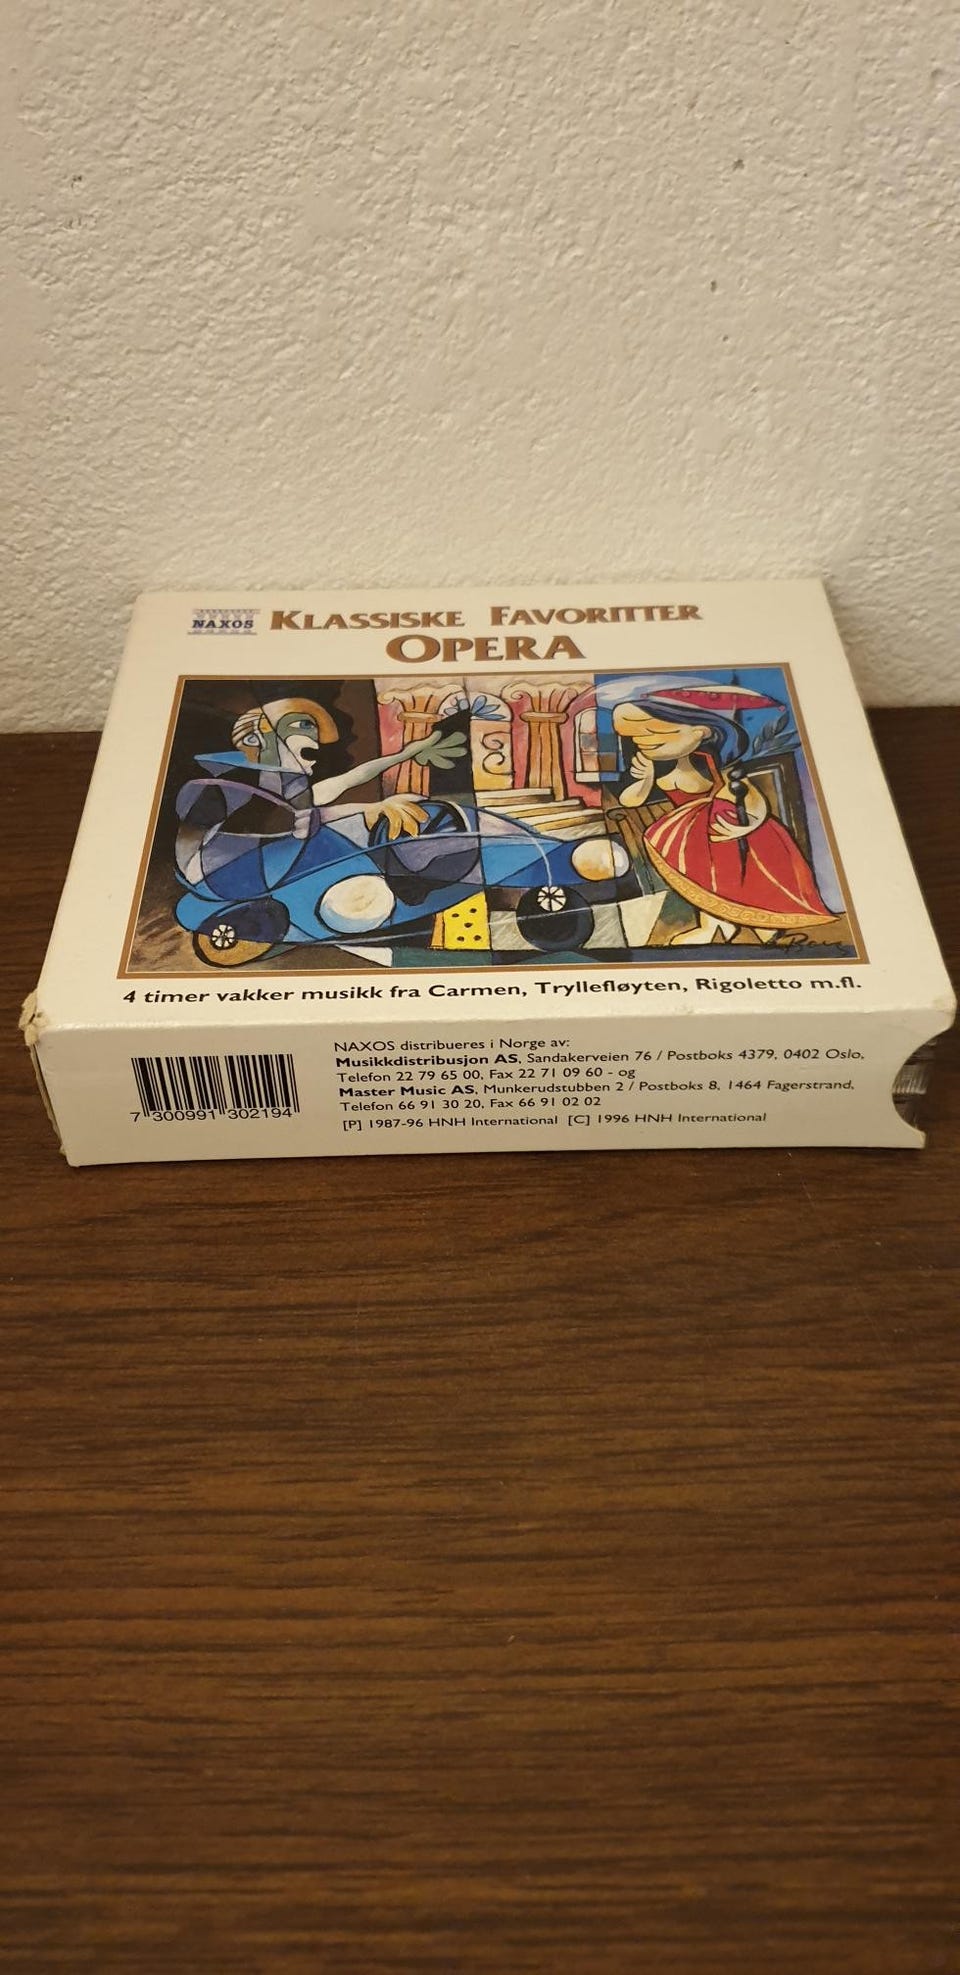 NAXOS KLASSISKE FAVORITTER
OPERA
4 timer vakker musikk fra Carmen, Tryllefløyten, Rigoletto m.fl.
NAXOS distribueres i Norge av:
Musikkdistribusjon AS, Sandakerveien 76 / Postboks 4379, 0402 Oslo,
Telefon 22 79 65 00, Fax 22 71 09 60 - og
Master Music AS, Munkerudstubben 2 / Postboks 8, 1464 Fagerstrand,
Telefon 66 91 30 20, Fax 66 91 02 02
[P] 1987-96 HNH International [C] 1996 HNH International
7 300991 302194